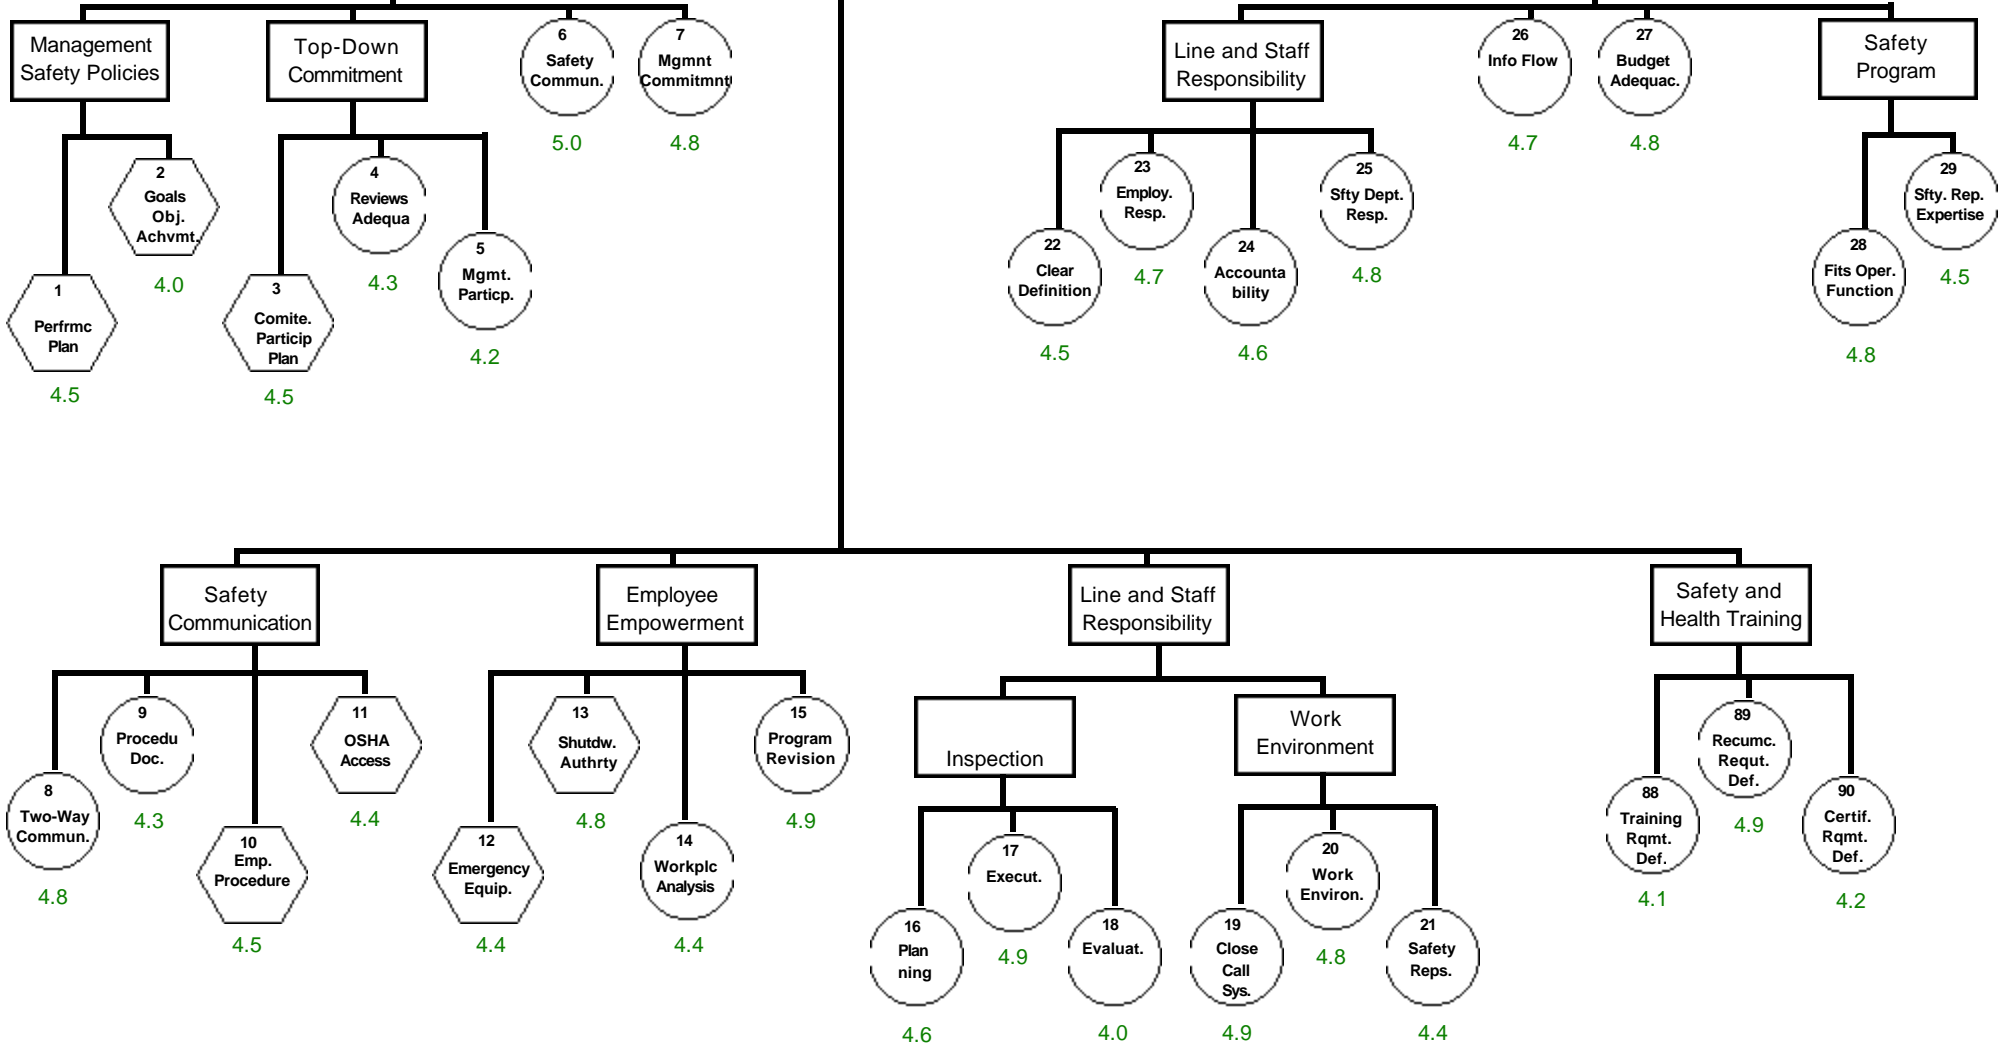 Management
Safety Policies
Top-Down
Commitment
6
Safety
Commun.
5.0
7
Mgmnt
Commitmnt
4.8
1
Perfrmc
Plan
4.5
2
Goals
Obj.
Achvmt.
4.0
3
Comite.
Particip
Plan
4.5
4
Reviews
Adequa
4.3
5
Mgmt.
Particp.
4.2
Line and Staff
Responsibility
26
Info Flow
4.7
27
Budget
Adequac.
4.8
Safety
Program
22
Clear
Definition
4.5
23
Employ.
Resp.
4.7
24
Accounta
bility
4.6
25
Sfty Dept.
Resp.
4.8
28
Fits Oper.
Function
4.8
29
Sfty. Rep.
Expertise
4.5
Safety
Communication
8
Two-Way
Commun.
4.8
9
Procedu
Doc.
4.3
10
Emp.
Procedure
4.5
11
OSHA
Access
4.4
Employee
Empowerment
12
Emergency
Equip.
4.4
13
Shutdw.
Authrty
4.8
14
Workplc
Analysis
4.4
15
Program
Revision
4.9
Line and Staff
Responsibility
Inspection
16
Plan
ning
4.6
17
Execut.
4.9
18
Evaluat.
4.0
Work
Environment
19
Close
Call
Sys.
4.9
20
Work
Environ.
4.8
21
Safety
Reps.
4.4
Safety and
Health Training
88
Training
Rqmt.
Def.
4.1
89
Recumc.
Requt.
Def.
4.9
90
Certif.
Rqmt.
Def.
4.2